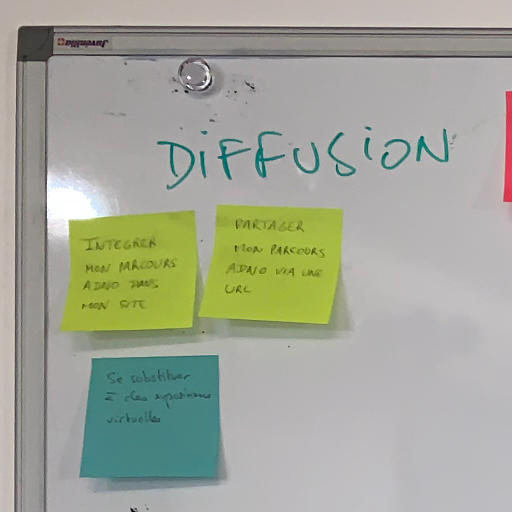 DIFFUSION
INTEGRER
MON PARCOURS
ADNO DANS
MON SITE
PARTAGER
MON PARCOURS
ADNO VIA UNE
URL
Se substituer
à des expositions
virtuelles